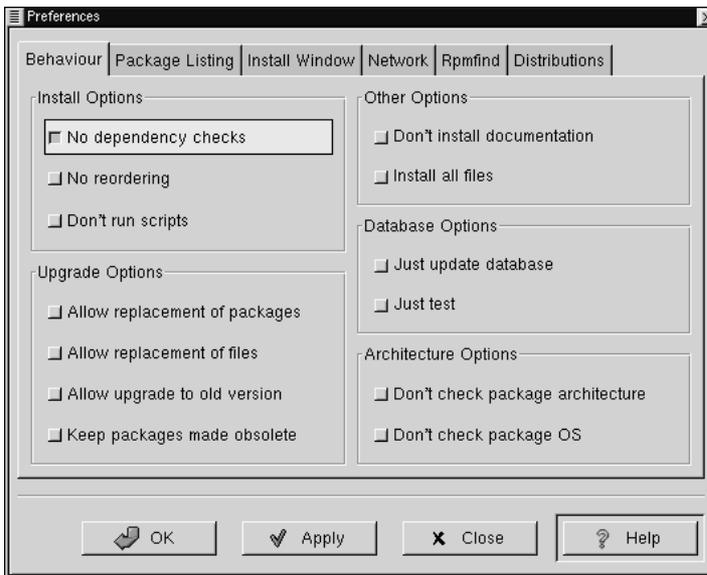 Preferences
Behaviour Package Listing Install Window Network Rpmfind Distributions
Install Options
No dependency checks
No reordering
Don't run scripts
Upgrade Options
Allow replacement of packages
Allow replacement of files
Allow upgrade to old version
Keep packages made obsolete
Other Options
Don't install documentation
Install all files
Database Options
Just update database
Just test
Architecture Options
Don't check package architecture
Don't check package OS
OK Apply Close Help